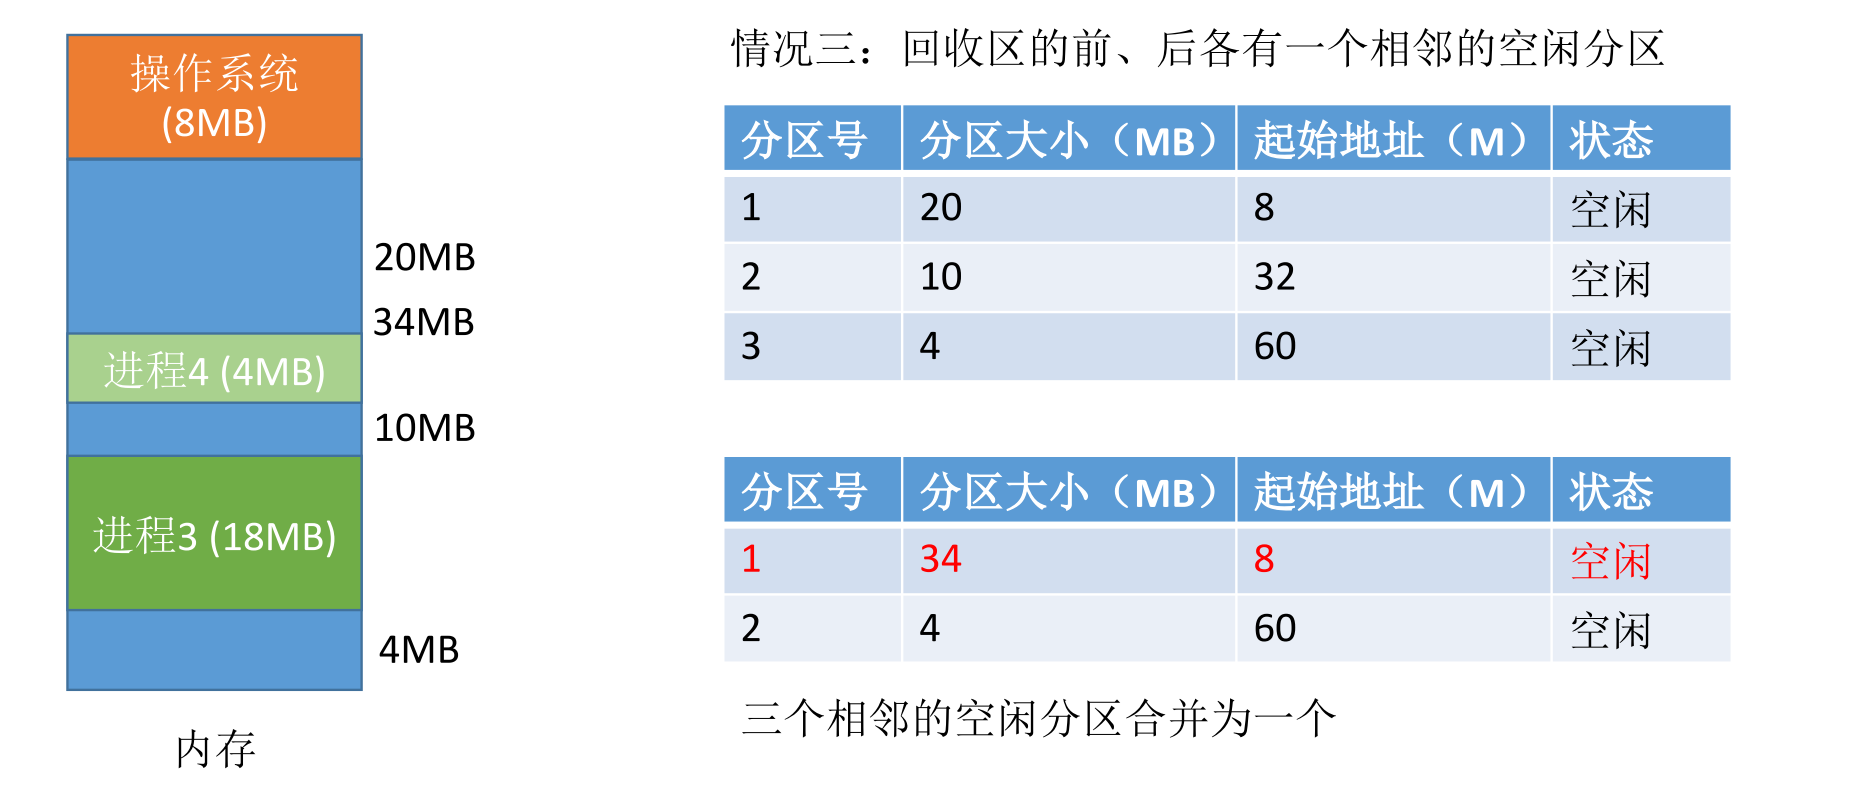 操作系统
(8MB)
20MB
34MB
进程4 (4MB)
10MB
进程3 (18MB)
4MB
内存
情况三：回收区的前、后各有一个相邻的空闲分区
分区号 分区大小（MB） 起始地址（M） 状态
1 20 8 空闲
2 10 32 空闲
3 4 60 空闲
分区号 分区大小（MB） 起始地址（M） 状态
1 34 8 空闲
2 4 60 空闲
三个相邻的空闲分区合并为一个